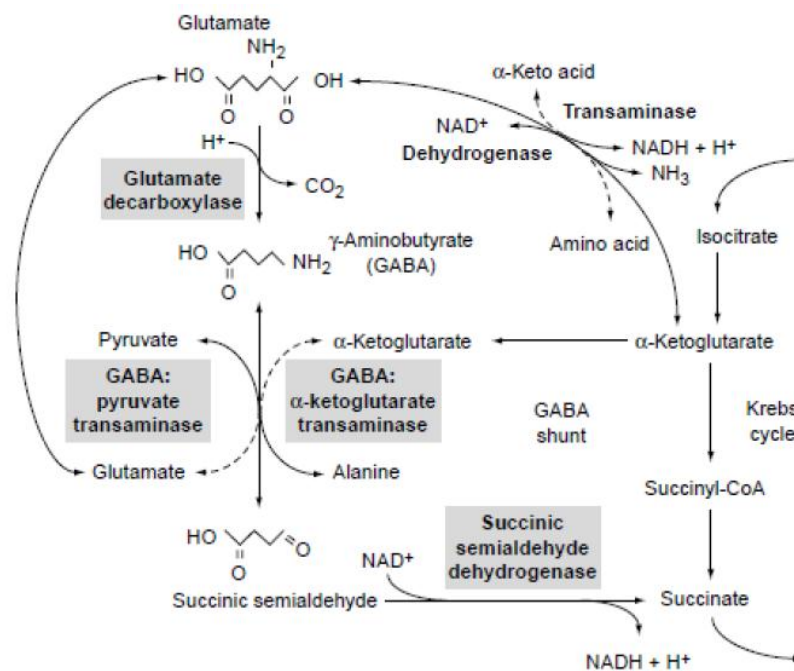 Glutamate
NH2
HO
OH
O
O
α-Keto acid
Transaminase
NAD+
NADH + H+
Dehydrogenase
NH3
H+
Glutamate
decarboxylase
CO2
Amino acid
Isocitrate
HO
NH2
O
γ-Aminobutyrate
(GABA)
Pyruvate
α-Ketoglutarate
α-Ketoglutarate
GABA:
pyruvate
transaminase
GABA:
α-ketoglutarate
transaminase
GABA
shunt
Krebs
cycle
Glutamate
Alanine
Succinyl-CoA
HO
O
O
Succinic
semialdehyde
dehydrogenase
NAD+
Succinic semialdehyde
Succinate
NADH + H+